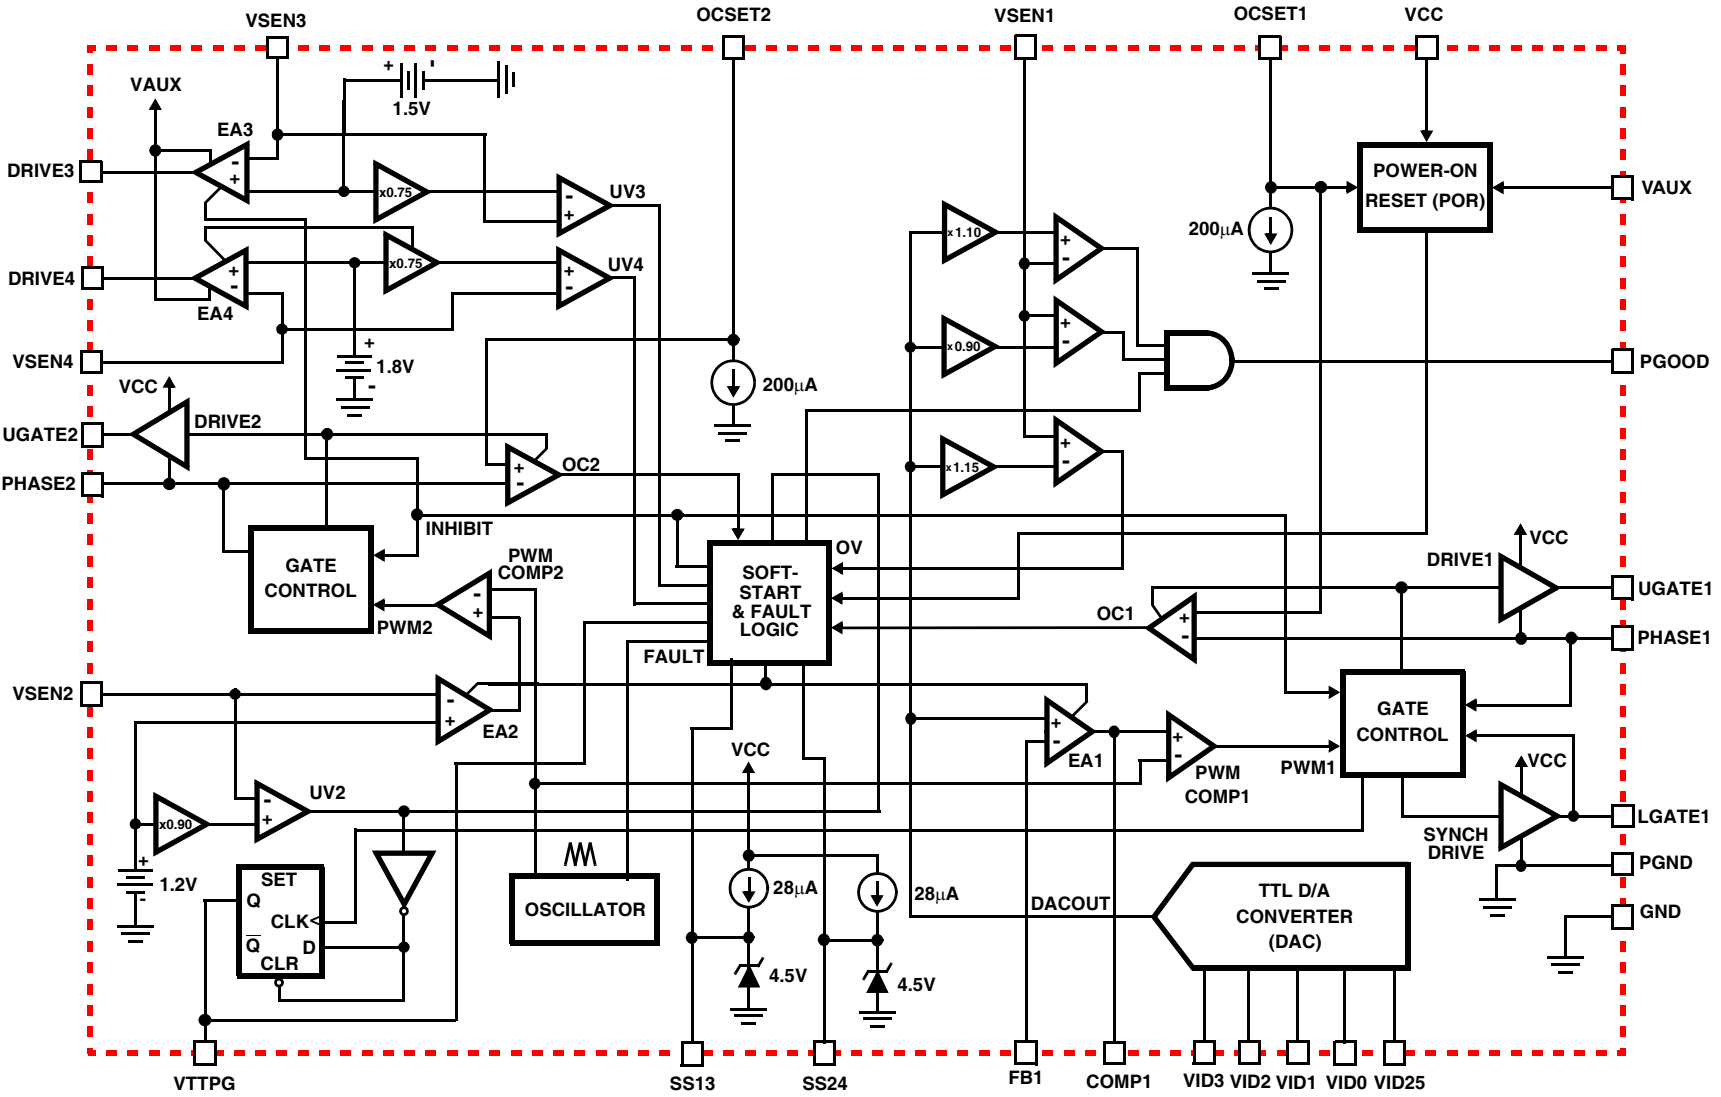 VSEN3
OCSET2
VSEN1
OCSET1
VCC
VAUX
+ -
1.5V
EA3
DRIVE3
-
+
x0.75
UV3
-
+
POWER-ON
RESET (POR)
VAUX
x1.10
+
-
200µA
DRIVE4
+
-
EA4
x0.75
UV4
+
-
VSEN4
+
1.8V
-
200µA
x0.90
+
-
PGOOD
VCC
UGATE2
DRIVE2
PHASE2
+
-
OC2
x1.15
+
-
INHIBIT
GATE
CONTROL
PWM
COMP2
-
+
PWM2
SOFT-
START
& FAULT
LOGIC
OV
FAULT
OC1
+
-
DRIVE1
VCC
UGATE1
PHASE1
VSEN2
-
+
EA2
VCC
+
-
EA1
+
-
PWM
COMP1
PWM1
GATE
CONTROL
VCC
SYNCH
DRIVE
LGATE1
PGND
GND
UV2
-
+
x0.90
+
1.2V
-
SET
Q
CLK
Q
D
CLR
OSCILLATOR
28µA
28µA
4.5V
4.5V
DACOUT
TTL D/A
CONVERTER
(DAC)
VTTPG
SS13
SS24
FB1
COMP1
VID3
VID2
VID1
VID0
VID25